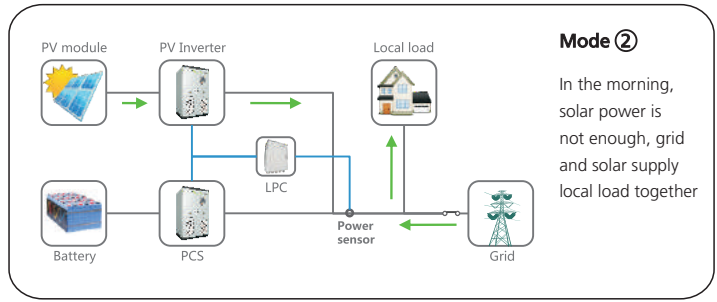 PV module
PV Inverter
Local load
LPC
Battery
PCS
Power
sensor
Grid
Mode ②
In the morning,
solar power is
not enough, grid
and solar supply
local load together